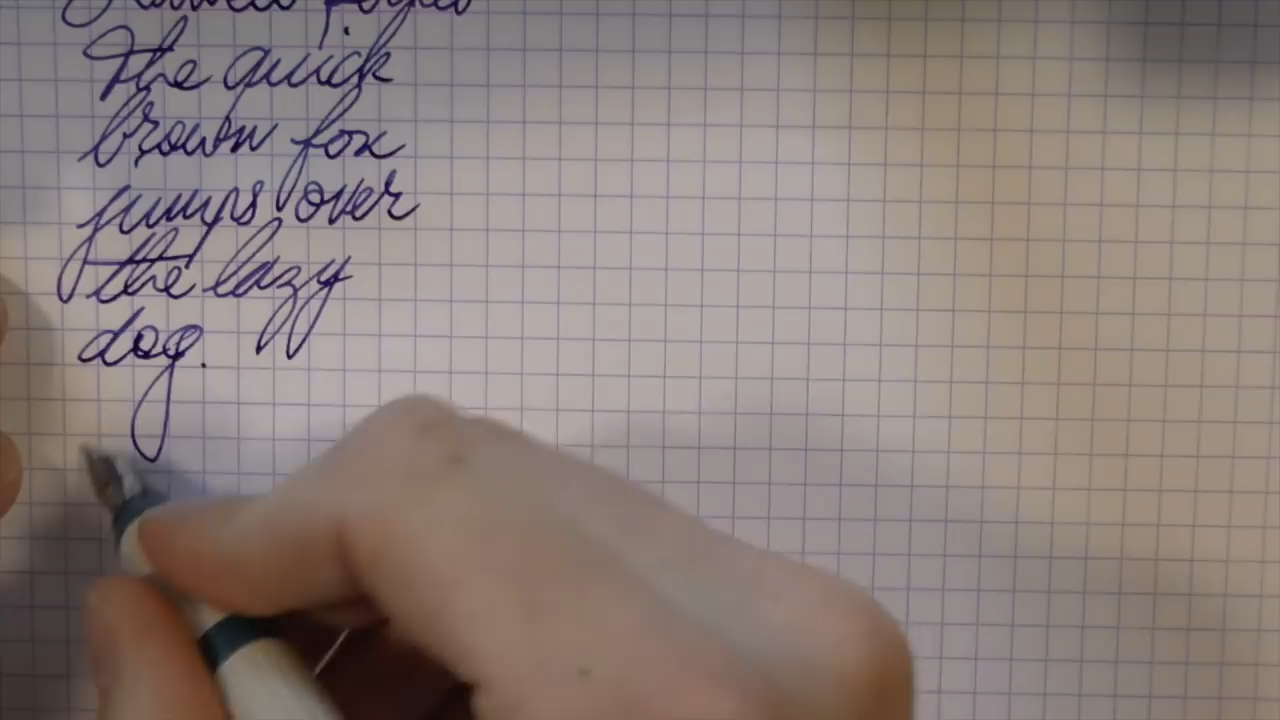 The quick
brown fox
jumps over
the lazy
dog.